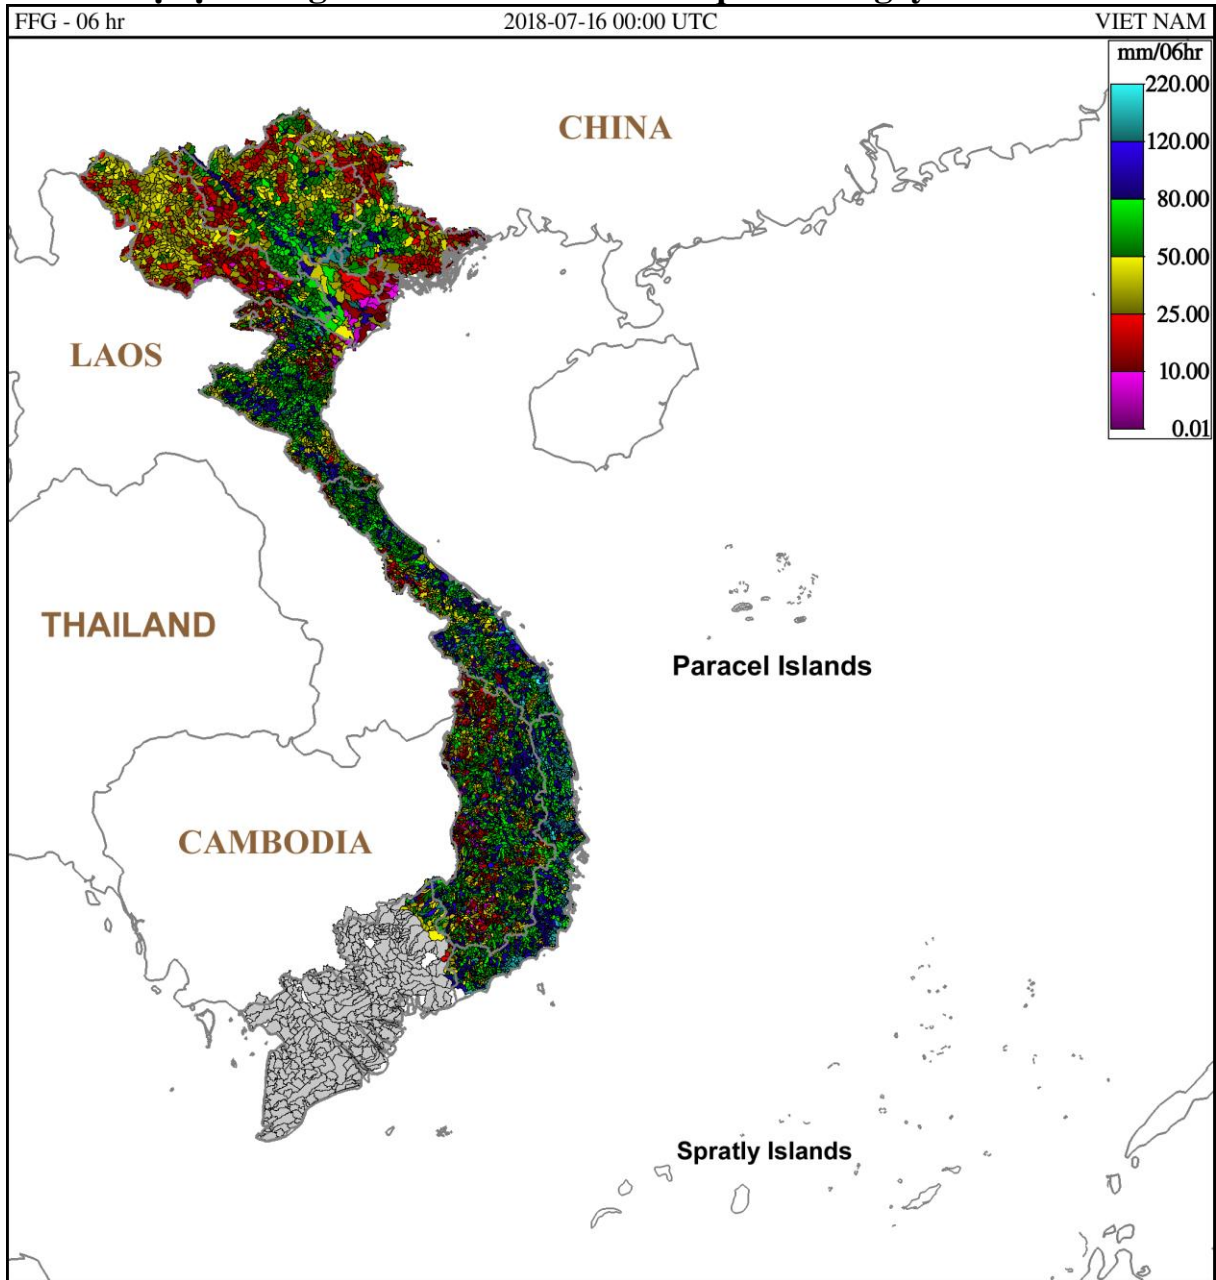 FFG - 06 hr 2018-07-16 00:00 UTC VIET NAM
mm/06hr
220.00
120.00
80.00
50.00
25.00
10.00
0.01
CHINA
LAOS
THAILAND
Paracel Islands
CAMBODIA
Spratly Islands